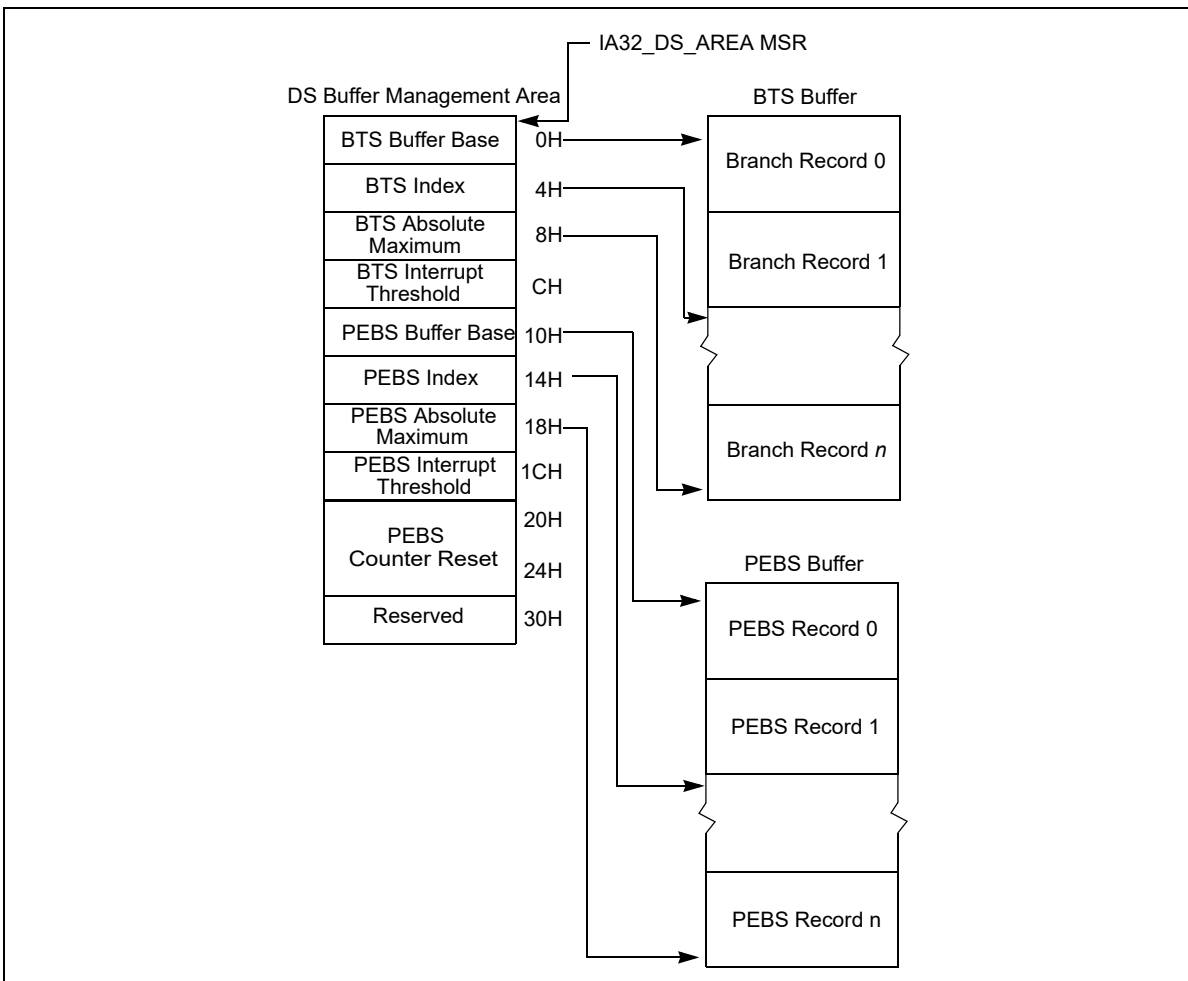 IA32_DS_AREA MSR
DS Buffer Management Area
BTS Buffer Base 0H
BTS Index 4H
BTS Absolute
Maximum 8H
BTS Interrupt
Threshold CH
PEBS Buffer Base 10H
PEBS Index 14H
PEBS Absolute
Maximum 18H
PEBS Interrupt
Threshold 1CH
20H
PEBS
Counter Reset
24H
Reserved 30H
BTS Buffer
Branch Record 0
Branch Record 1
Branch Record n
PEBS Buffer
PEBS Record 0
PEBS Record 1
PEBS Record n